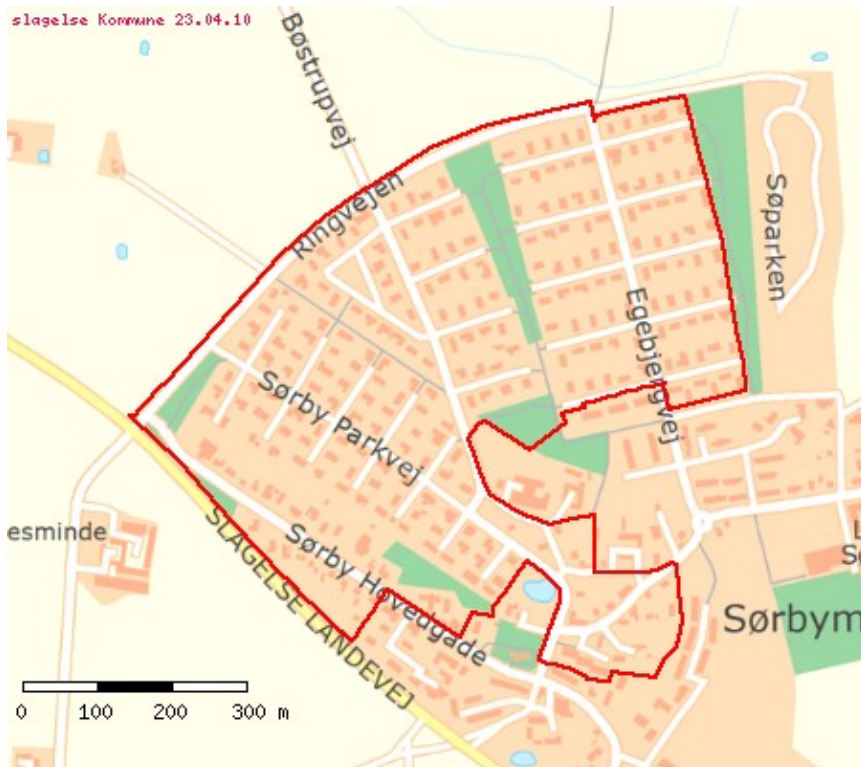 slagelse Kommune 23.04.10
Bøstrupvej
Ringvejen
Søparken
Egebjergvej
Sørby Parkvej
esminde
SLAGELSE LANDEVEJ
Sørby Hovedgade
L
Sø
Sørbym
0 100 200 300 m